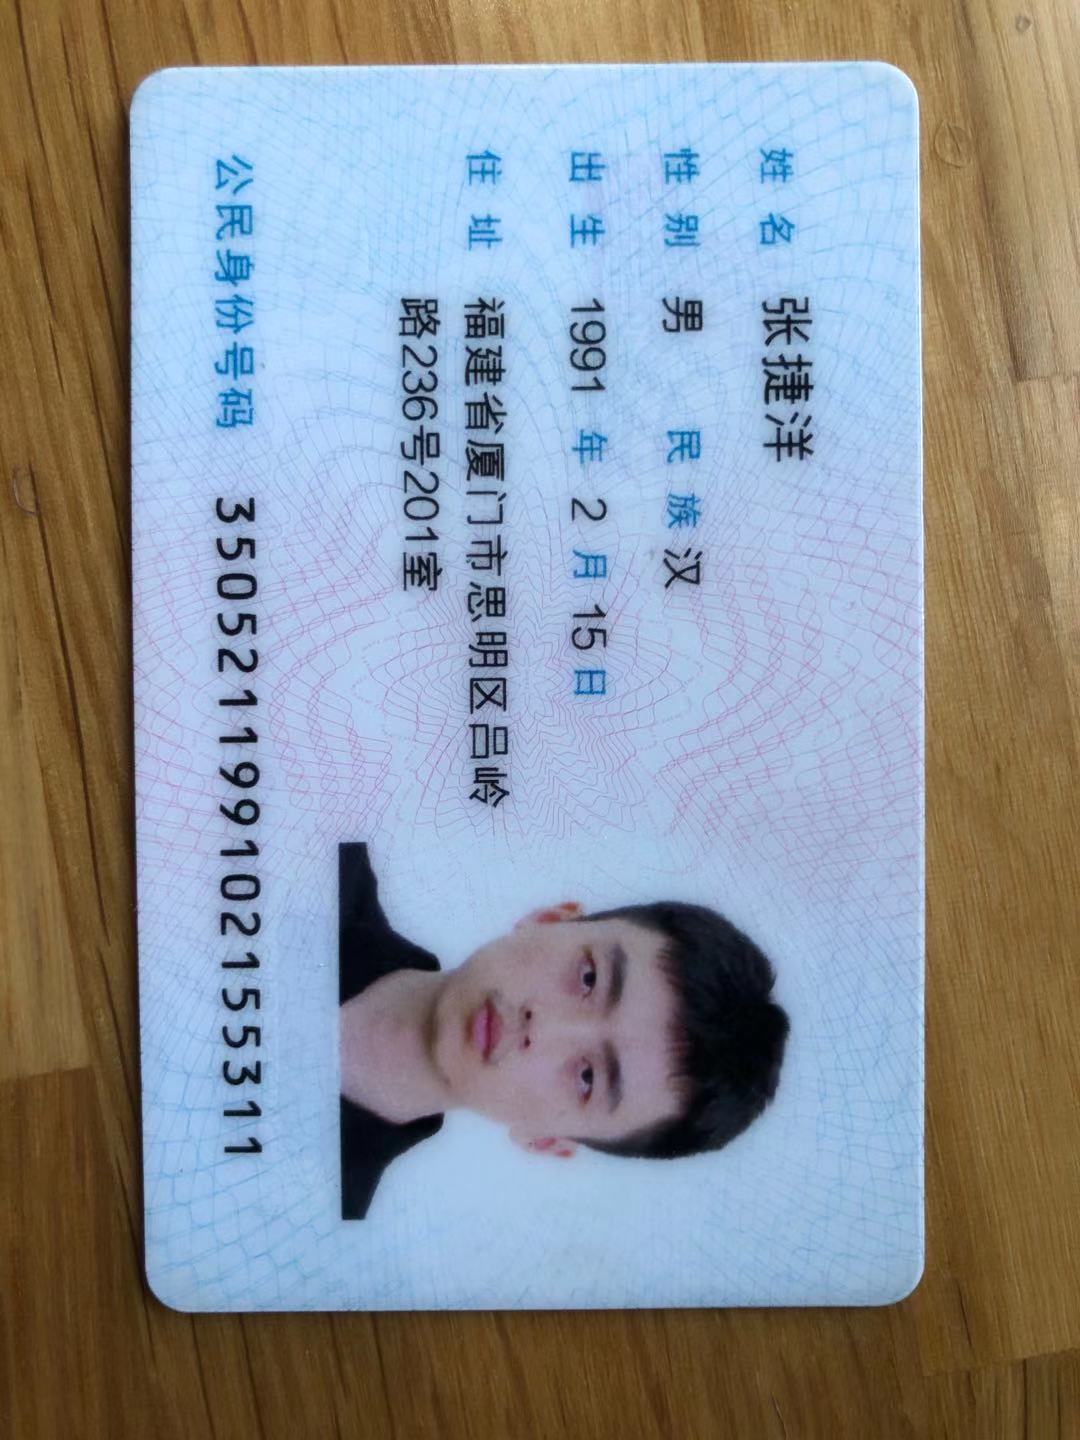 姓名 张捷洋
性别 男 民族 汉
出生 1991 年 2 月 15 日
住址 福建省厦门市思明区吕岭
路236号201室
公民身份号码 350521199102155311